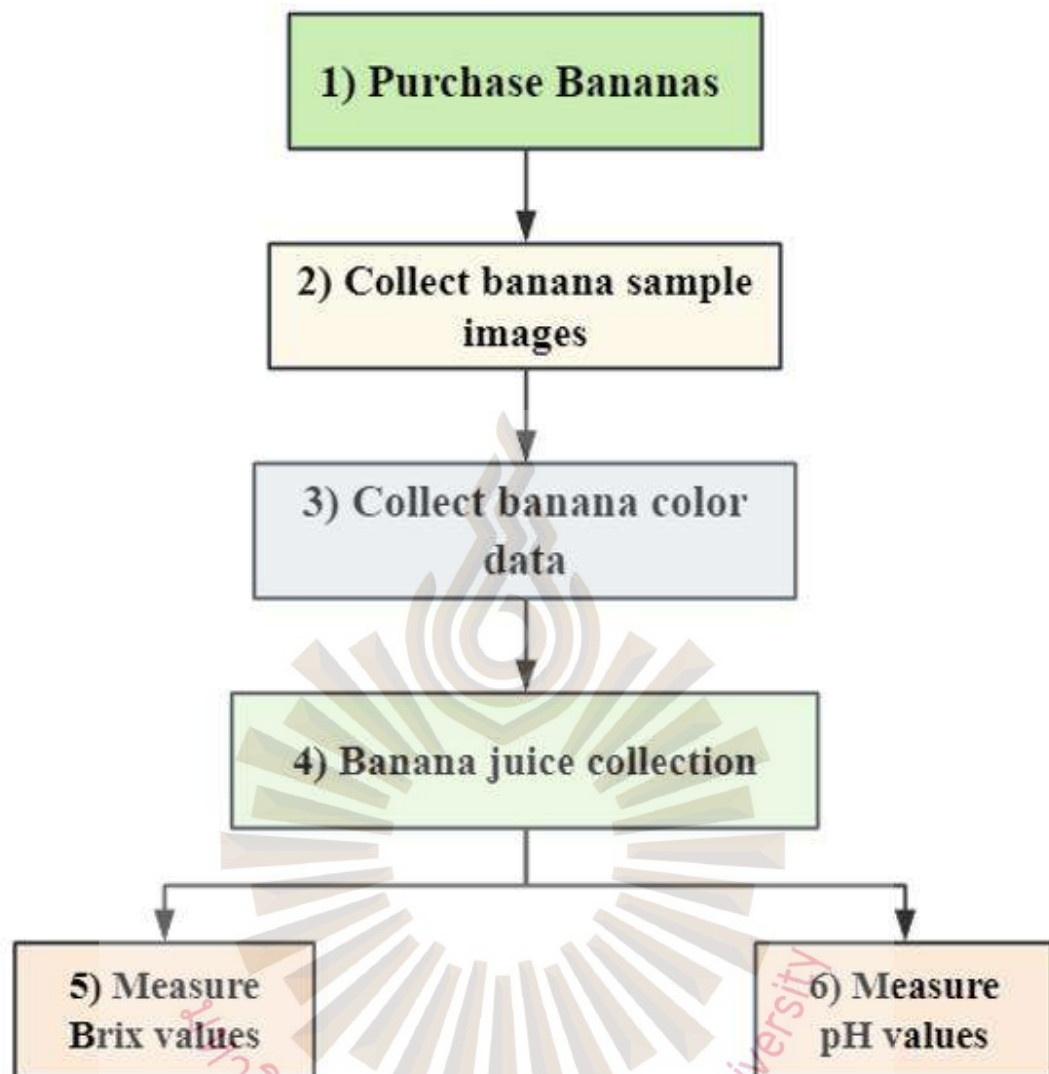 1) Purchase Bananas
2) Collect banana sample
images
3) Collect banana color
data
4) Banana juice collection
5) Measure
Brix values
6) Measure
pH values